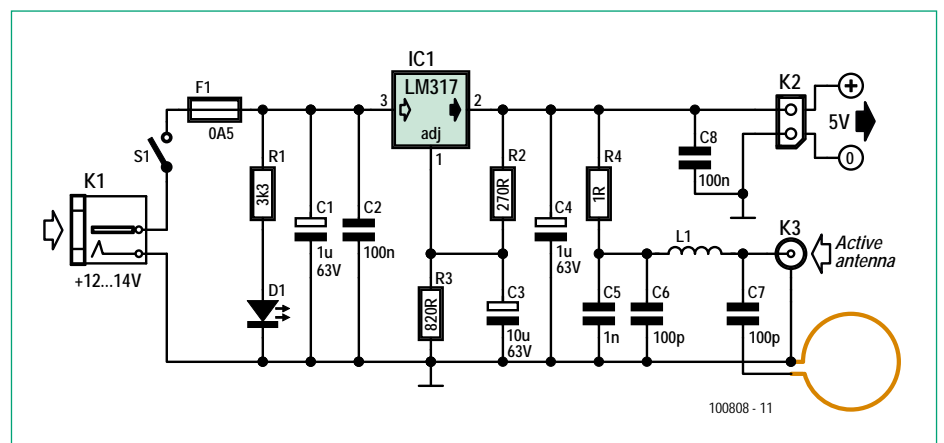 IC1
LM317
3
2
adj
1
F1
0A5
S1
K1
+12...14V
R1
3K3
D1
C1
1u
63V
C2
100n
R2
270R
R3
820R
C3
10u
63V
C4
1u
63V
R4
1R
C5
1n
C6
100p
L1
C7
100p
C8
100n
K2
+
5V
0
K3
Active
antenna
100808 - 11